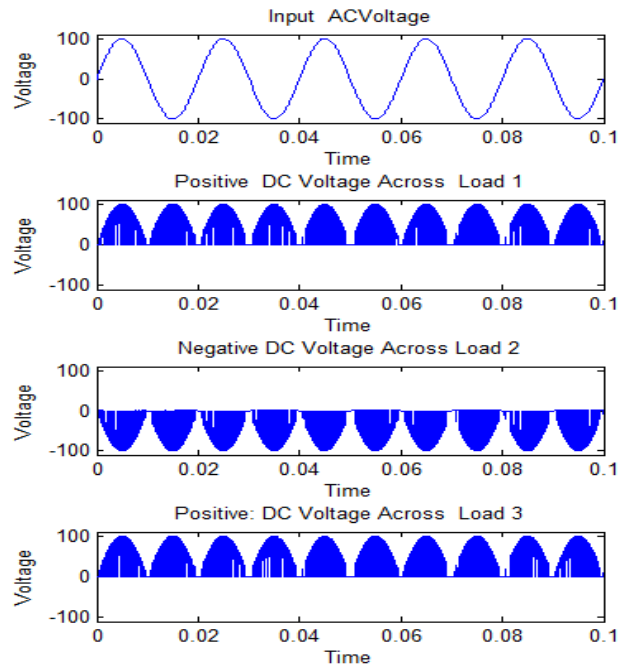 Input ACVoltage
Voltage
100
0
-100
0 0.02 0.04 0.06 0.08 0.1
Time
Positive DC Voltage Across Load 1
Voltage
100
0
-100
0 0.02 0.04 0.06 0.08 0.1
Time
Negative DC Voltage Across Load 2
Voltage
100
0
-100
0 0.02 0.04 0.06 0.08 0.1
Time
Positive: DC Voltage Across Load 3
Voltage
100
0
-100
0 0.02 0.04 0.06 0.08 0.1
Time